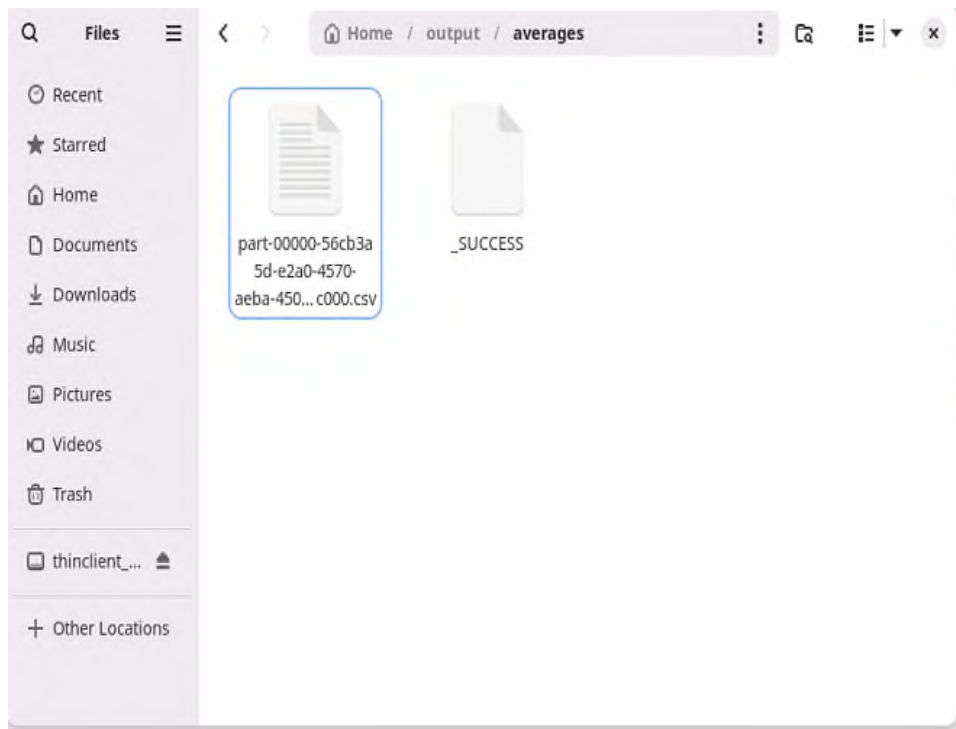 Files
Home / output / averages
Recent
Starred
Home
Documents
Downloads
Music
Pictures
Videos
Trash
thinclient_...
Other Locations
part-00000-56cb3a
5d-e2a0-4570-
aeba-450... c000.csv
_SUCCESS